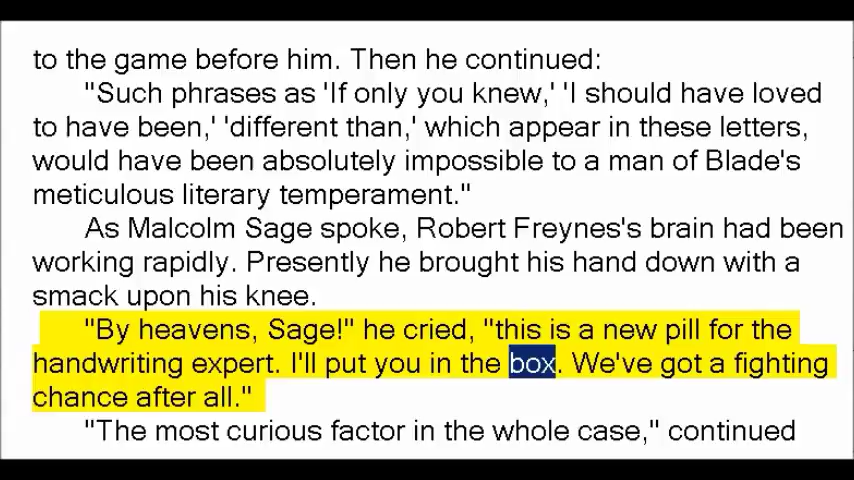 to the game before him. Then he continued:
"Such phrases as 'If only you knew,' 'I should have loved
to have been,' 'different than,' which appear in these letters,
would have been absolutely impossible to a man of Blade's
meticulous literary temperament."
As Malcolm Sage spoke, Robert Freynes's brain had been
working rapidly. Presently he brought his hand down with a
smack upon his knee.
"By heavens, Sage!" he cried, "this is a new pill for the
handwriting expert. I'll put you in the box. We've got a fighting
chance after all."
"The most curious factor in the whole case," continued